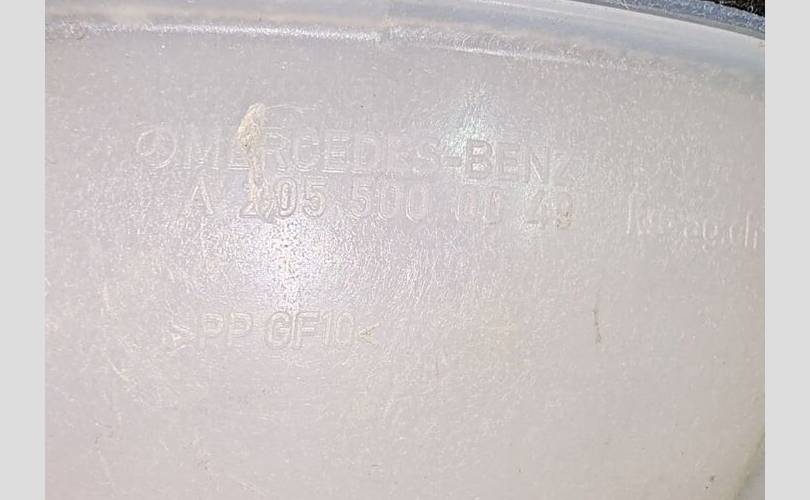 MERCEDES-BENZ
A 205 500 00 49
>PP GF10<